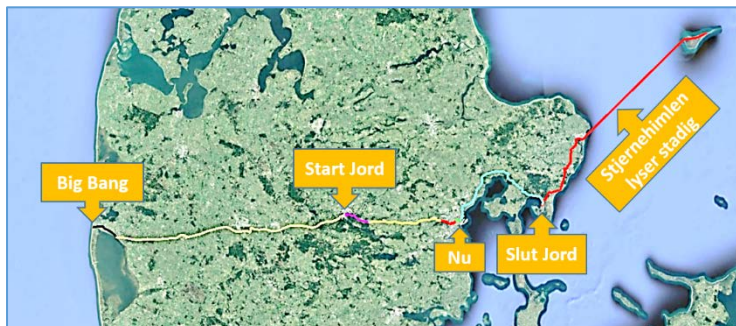 Big Bang
Start Jord
Nu
Slut Jord
Stjernehimlen
lyser stadig